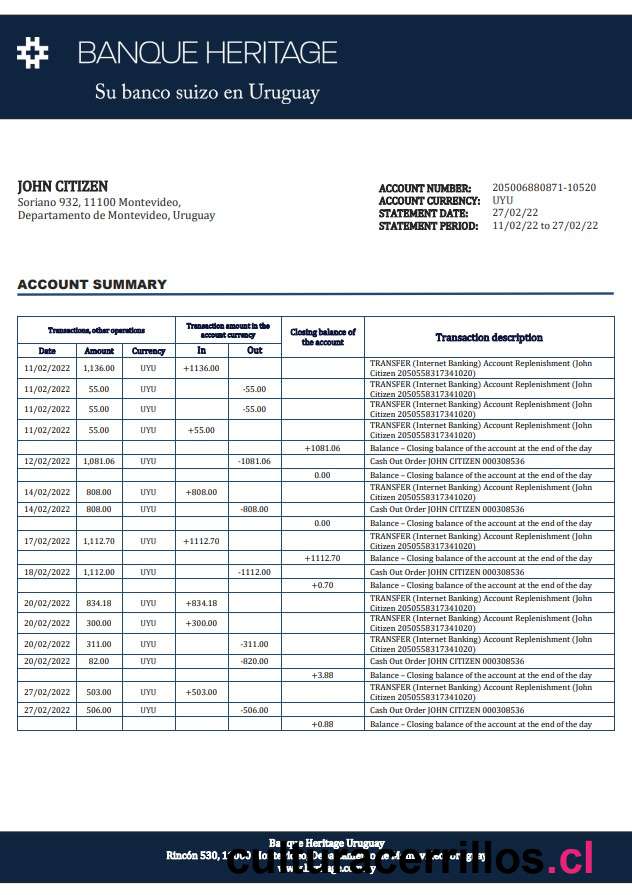 BANQUE HERITAGE
Su banco suizo en Uruguay
JOHN CITIZEN
Soriano 932, 11100 Montevideo,
Departamento de Montevideo, Uruguay
ACCOUNT NUMBER: 205006880871-10520
ACCOUNT CURRENCY: UYU
STATEMENT DATE: 27/02/22
STATEMENT PERIOD: 11/02/22 to 27/02/22
ACCOUNT SUMMARY
Transactions, other operations
Transaction amount in the
account currency
Closing balance of
the account
Transaction description
Date Amount Currency In Out
11/02/2022 1,136.00 UYU +1136.00 TRANSFER (Internet Banking) Account Replenishment (John
Citizen 2050558317341020)
11/02/2022 55.00 UYU -55.00 TRANSFER (Internet Banking) Account Replenishment (John
Citizen 2050558317341020)
11/02/2022 55.00 UYU -55.00 TRANSFER (Internet Banking) Account Replenishment (John
Citizen 2050558317341020)
11/02/2022 55.00 UYU +55.00 TRANSFER (Internet Banking) Account Replenishment (John
Citizen 2050558317341020)
+1081.06 Balance – Closing balance of the account at the end of the day
12/02/2022 1,081.06 UYU -1081.06 Cash Out Order JOHN CITIZEN 000308536
0.00 Balance – Closing balance of the account at the end of the day
14/02/2022 808.00 UYU +808.00 TRANSFER (Internet Banking) Account Replenishment (John
Citizen 2050558317341020)
14/02/2022 808.00 UYU -808.00 Cash Out Order JOHN CITIZEN 000308536
0.00 Balance – Closing balance of the account at the end of the day
17/02/2022 1,112.70 UYU +1112.70 TRANSFER (Internet Banking) Account Replenishment (John
Citizen 2050558317341020)
+1112.70 Balance – Closing balance of the account at the end of the day
18/02/2022 1,112.00 UYU -1112.00 Cash Out Order JOHN CITIZEN 000308536
+0.70 Balance – Closing balance of the account at the end of the day
20/02/2022 834.18 UYU +834.18 TRANSFER (Internet Banking) Account Replenishment (John
Citizen 2050558317341020)
20/02/2022 300.00 UYU +300.00 TRANSFER (Internet Banking) Account Replenishment (John
Citizen 2050558317341020)
20/02/2022 311.00 UYU -311.00 TRANSFER (Internet Banking) Account Replenishment (John
Citizen 2050558317341020)
20/02/2022 82.00 UYU -820.00 Cash Out Order JOHN CITIZEN 000308536
+3.88 Balance – Closing balance of the account at the end of the day
27/02/2022 503.00 UYU +503.00 TRANSFER (Internet Banking) Account Replenishment (John
Citizen 2050558317341020)
27/02/2022 506.00 UYU -506.00 Cash Out Order JOHN CITIZEN 000308536
+0.88 Balance – Closing balance of the account at the end of the day
Banque Heritage Uruguay
Rincón 530, 11000 Montevideo, Departamento de Montevideo, Uruguay
culturacerrillos.cl